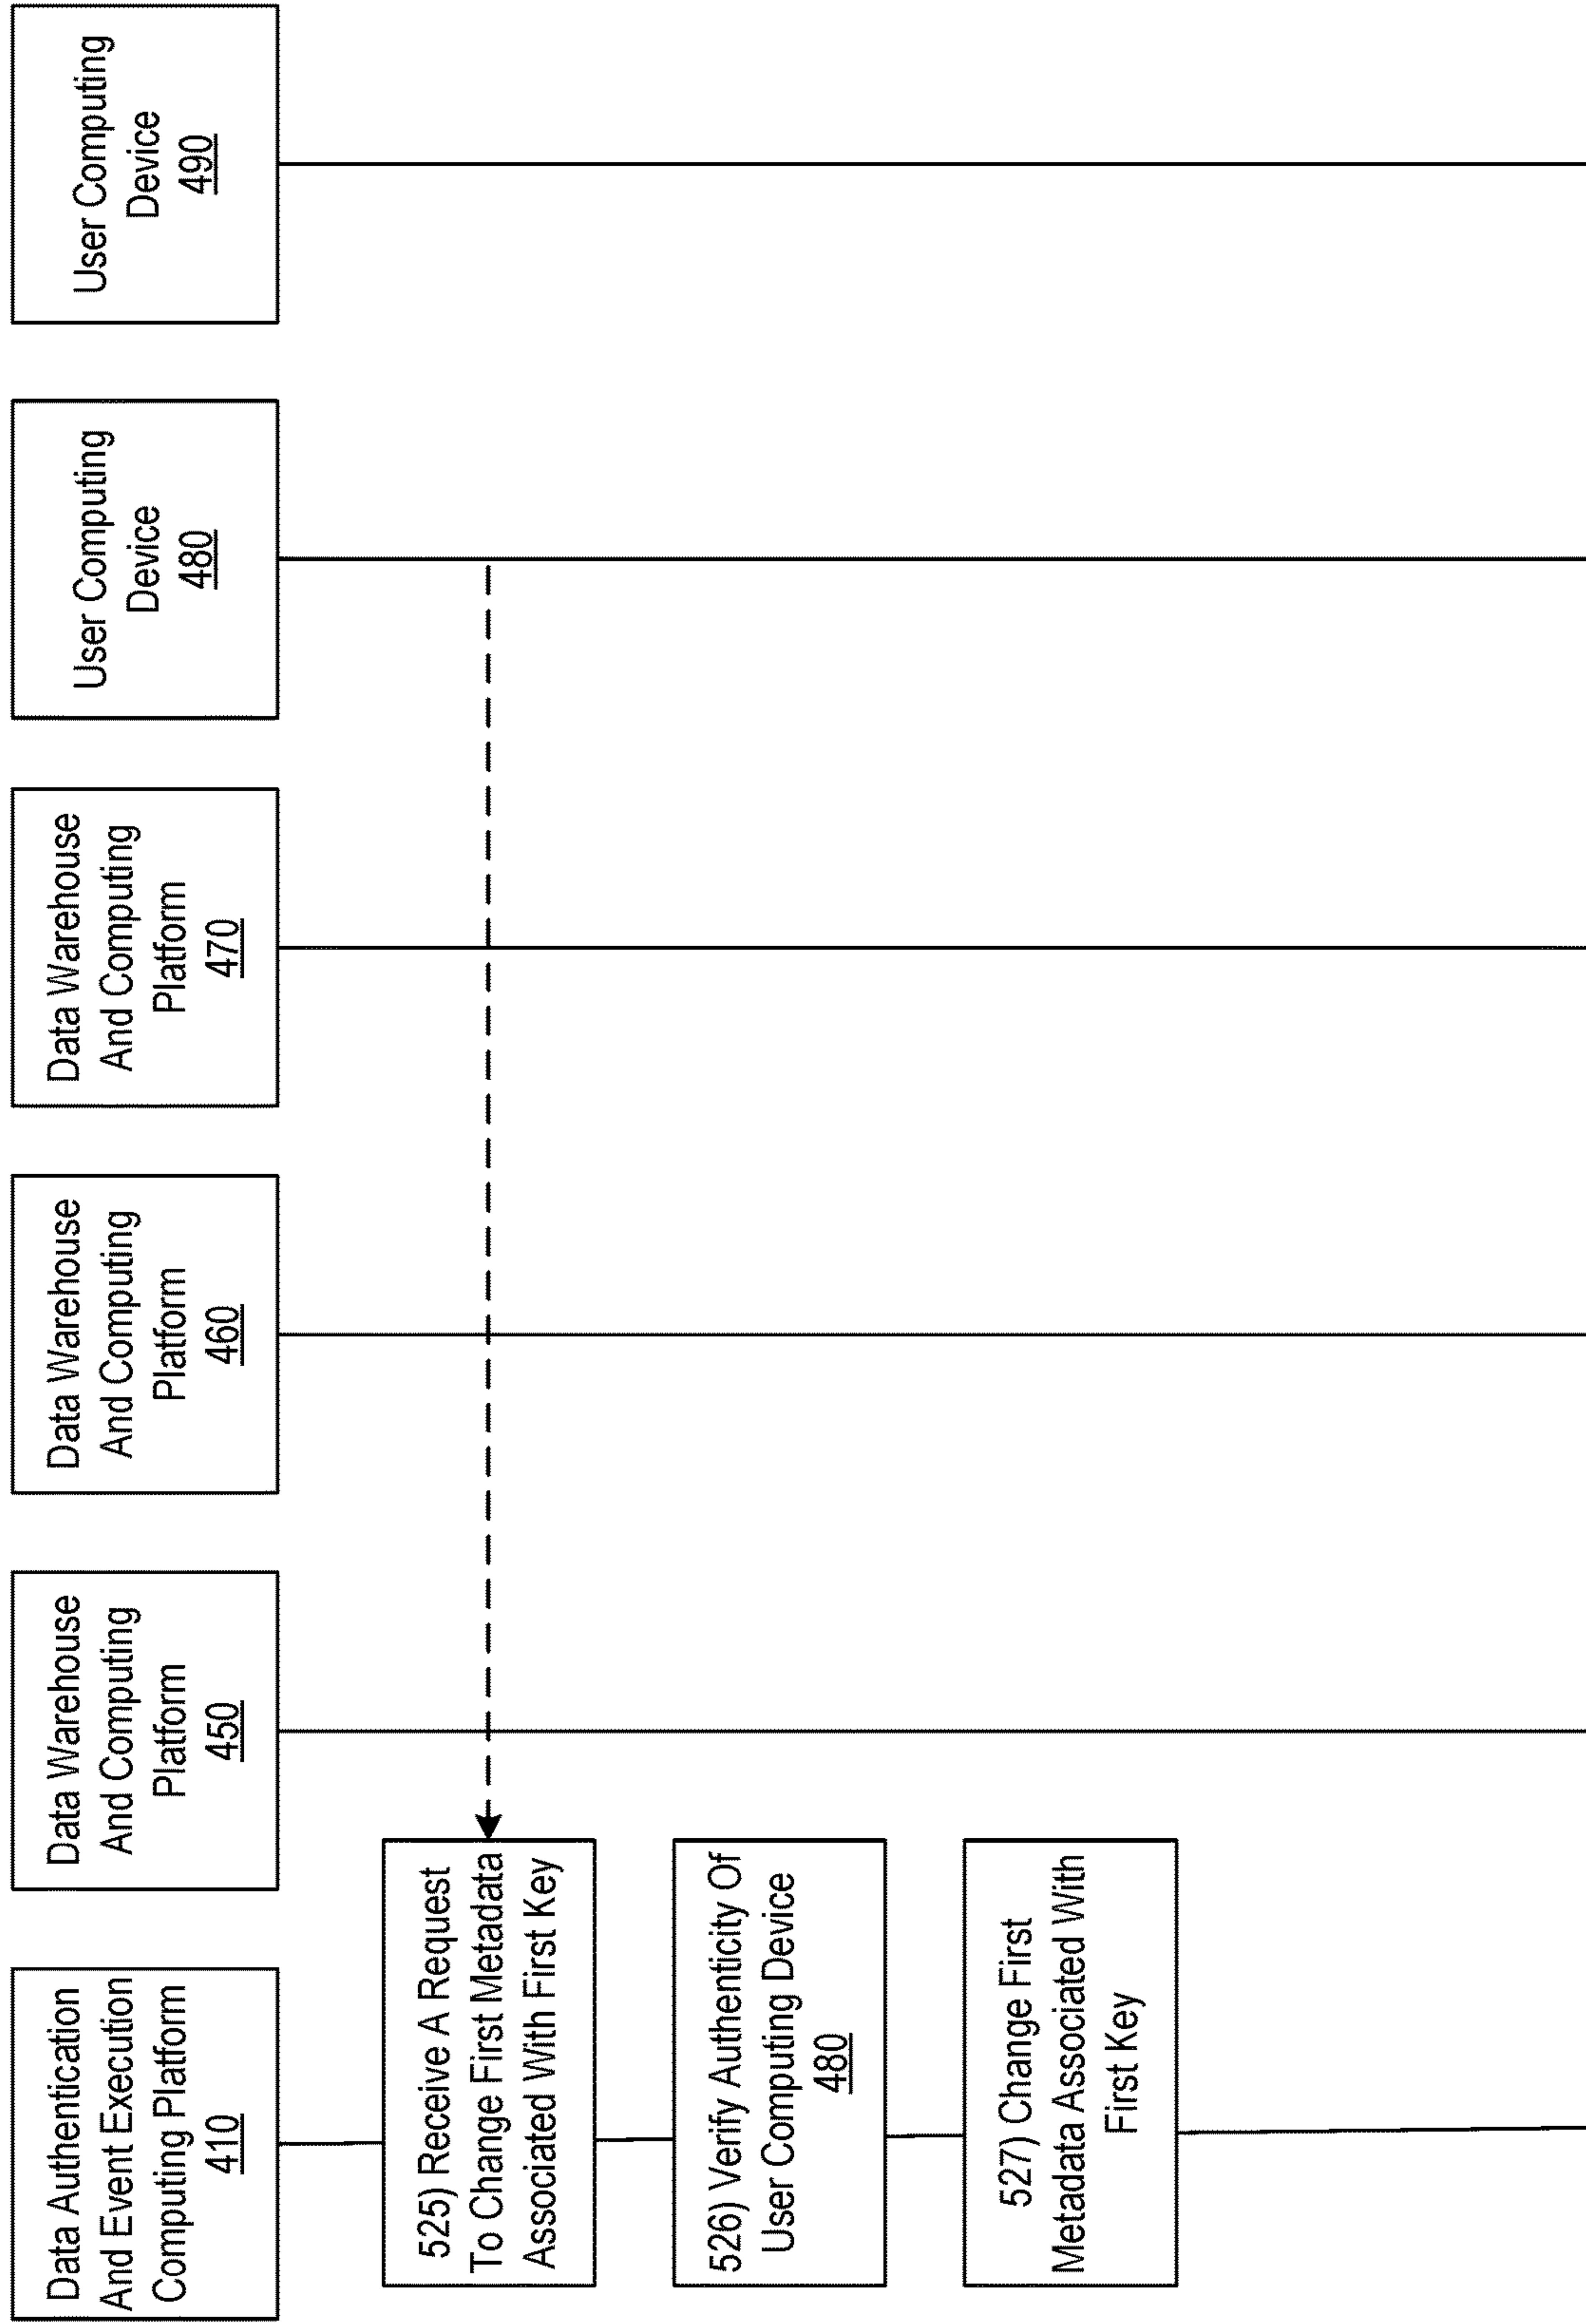 Data Authentication
And Event Execution
Computing Platform
410
Data Warehouse
And Computing
Platform
450
Data Warehouse
And Computing
Platform
460
Data Warehouse
And Computing
Platform
470
User Computing
Device
480
User Computing
Device
490
525) Receive A Request
To Change First Metadata
Associated With First Key
526) Verify Authenticity Of
User Computing Device
480
527) Change First
Metadata Associated With
First Key